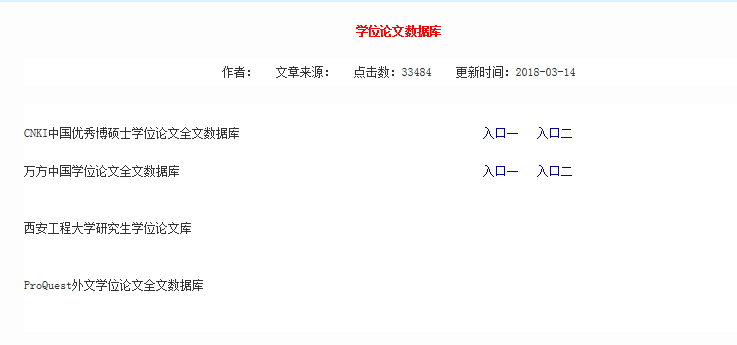 学位论文数据库
作者： 文章来源： 点击数：33484 更新时间：2018-03-14
CNKI中国优秀博硕士学位论文全文数据库 入口一 入口二
万方中国学位论文全文数据库 入口一 入口二
西安工程大学研究生学位论文库
ProQuest外文学位论文全文数据库